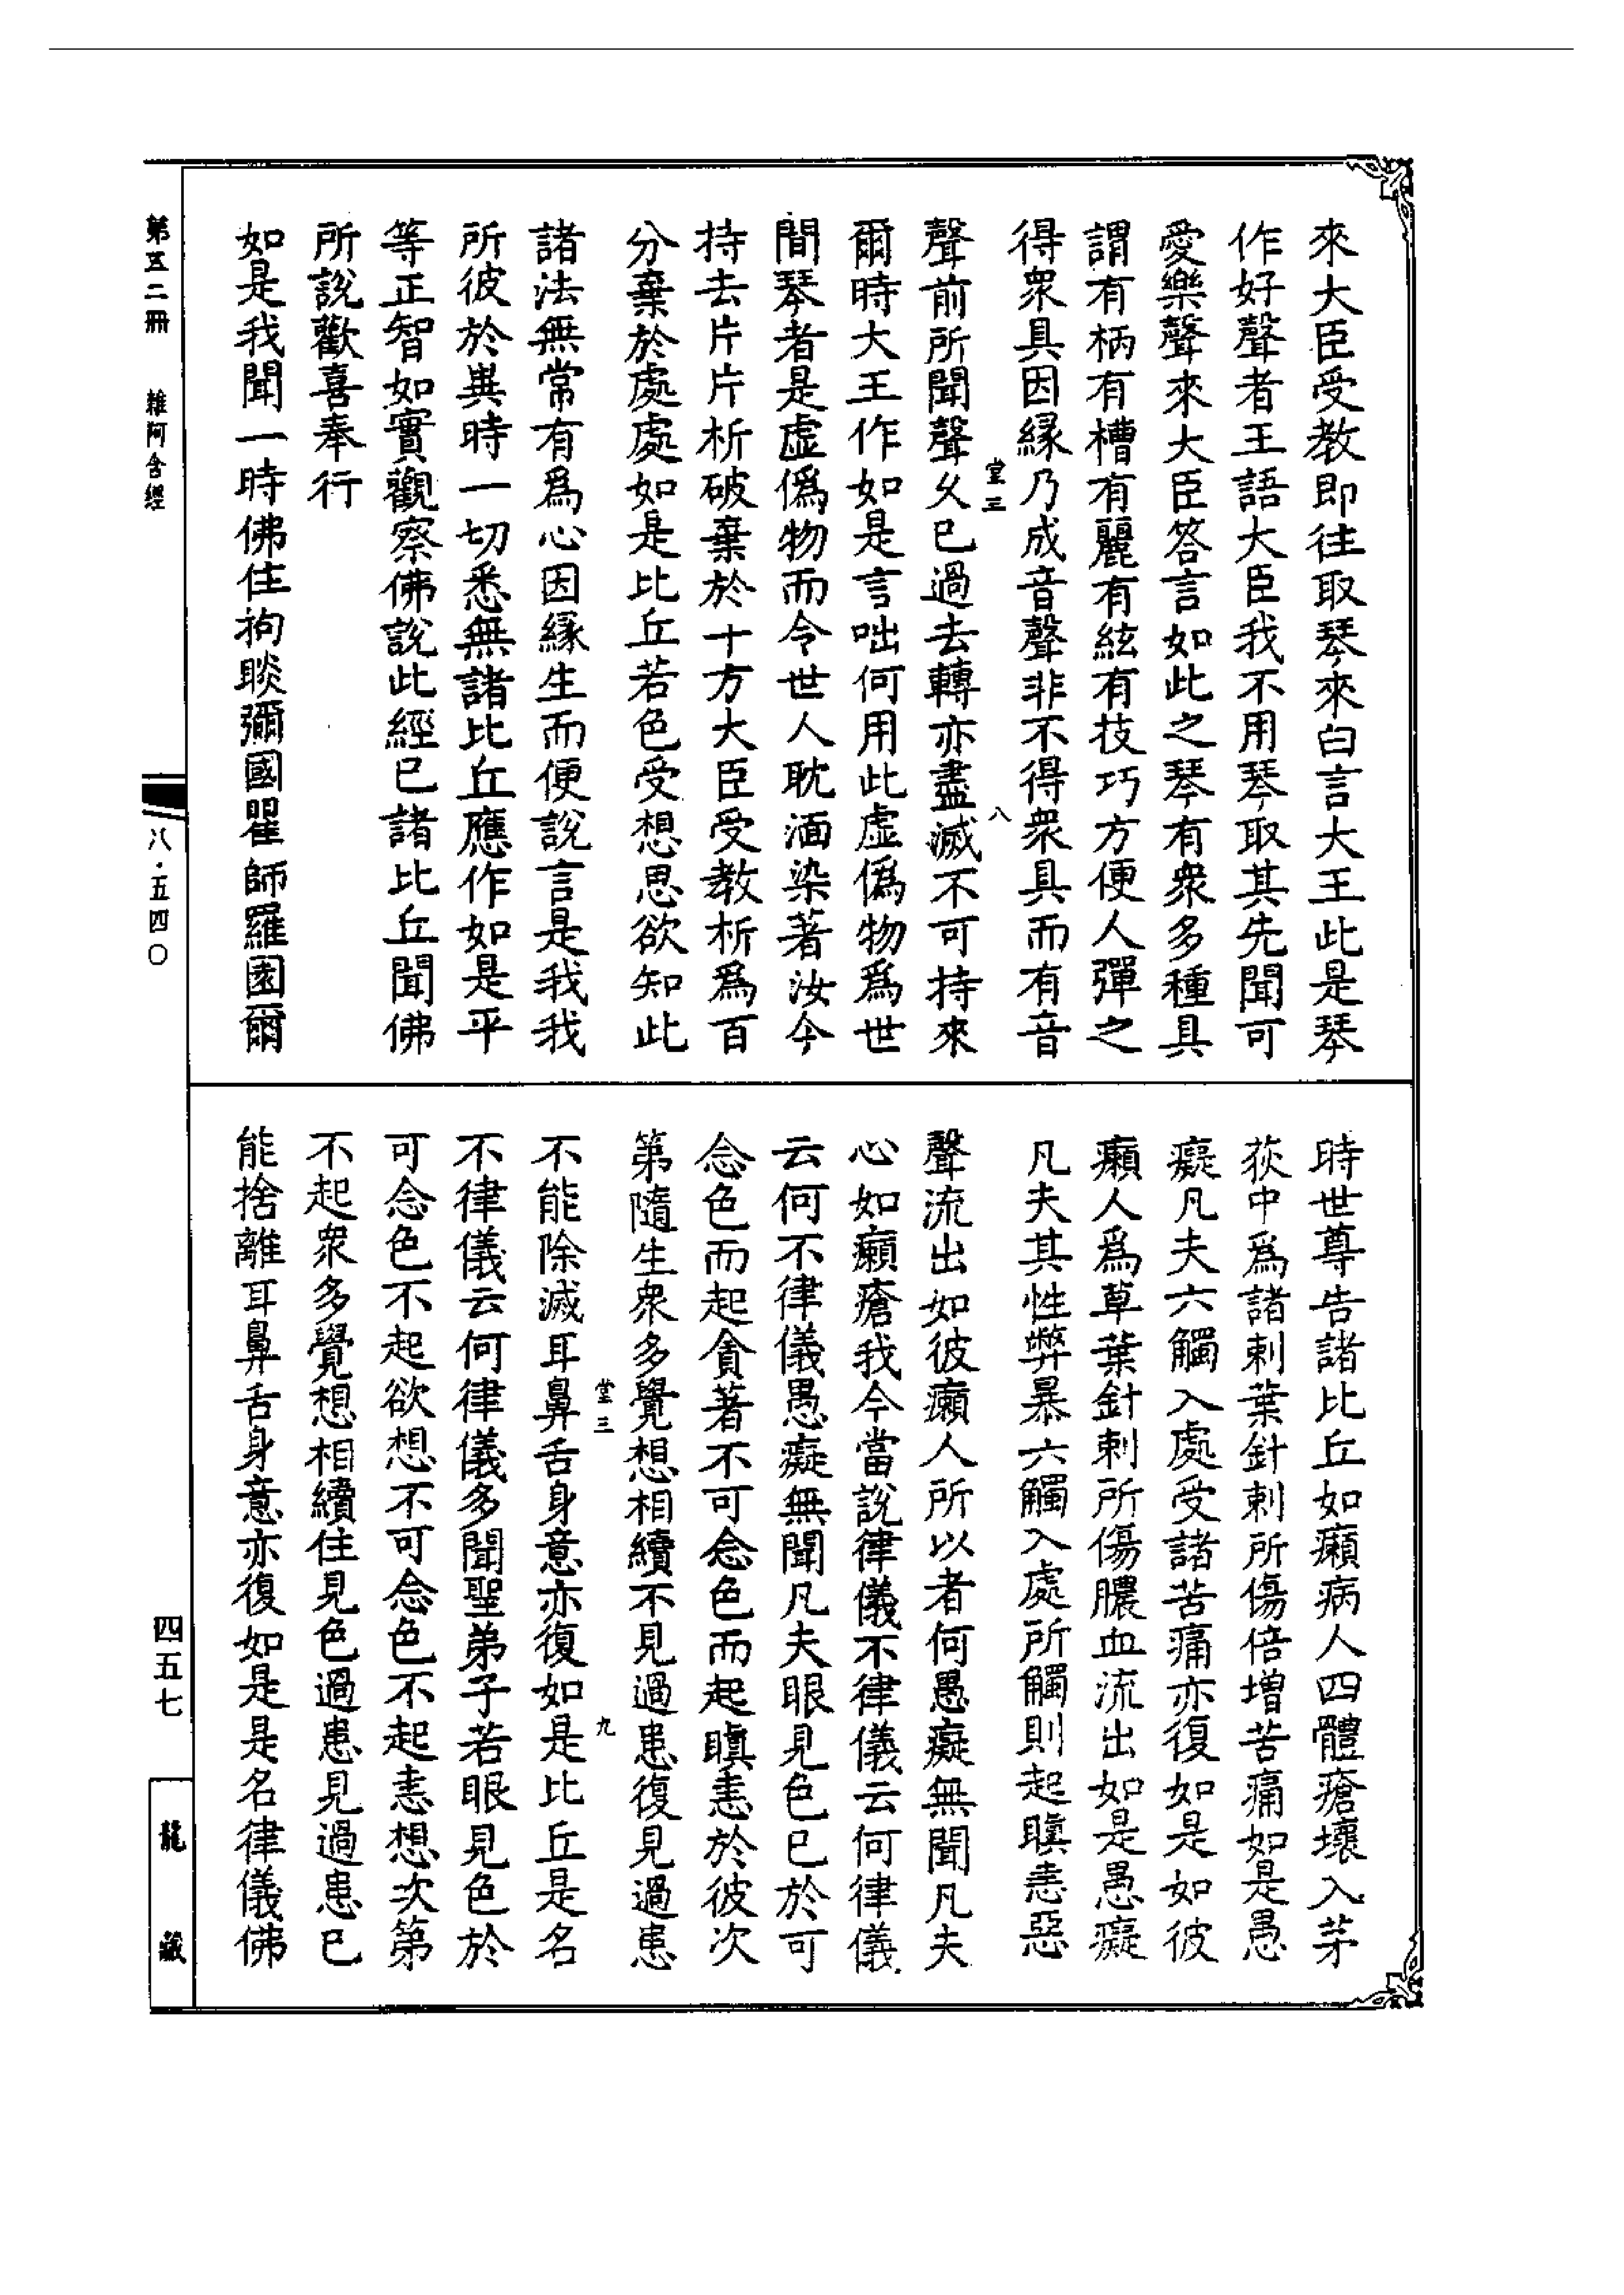 來大臣受教即往取琴來白言大王此是琴
作好聲者王語大臣我不用琴取其先聞可
愛樂聲來大臣答言如此之琴有衆多種具
謂有柄有槽有麗有絃有技巧方便人彈之
得衆具因緣乃成音聲非不得衆具而有音
堂三 八
聲前所聞聲久已過去轉亦盡滅不可持來
爾時大王作如是言咄何用此虛僞物爲世
間琴者是虛僞物而令世人耽湎染著汝今
持去片片析破棄於十方大臣受教析爲百
分棄於處處如是比丘若色受想思欲知此
諸法無常有爲心因緣生而便說言是我我
所彼於異時一切悉無諸比丘應作如是平
等正智如實觀察佛說此經已諸比丘聞佛
所說歡喜奉行
如是我聞一時佛住拘睒彌國瞿師羅園爾
時世尊告諸比丘如癩病人四體瘡壞入茅
荻中爲諸刺葉針刺所傷倍增苦痛如是愚
癡凡夫六觸入處受諸苦痛亦復如是如彼
癩人爲草葉針刺所傷膿血流出如是愚癡
凡夫其性弊暴六觸入處所觸則起瞋恚惡
聲流出如彼癩人所以者何愚癡無聞凡夫
心如癩瘡我今當說律儀不律儀云何律儀
云何不律儀愚癡無聞凡夫眼見色已於可
念色而起貪著不可念色而起瞋恚於彼次
第隨生衆多覺想相續不見過患復見過患
堂三 九
不能除滅耳鼻舌身意亦復如是比丘是名
不律儀云何律儀多聞聖弟子若眼見色於
可念色不起欲想不可念色不起恚想次第
不起衆多覺想相續住見色過患見過患已
能捨離耳鼻舌身意亦復如是是名律儀佛
第五二冊 雜阿含經
八·五四〇
四五七
龍藏